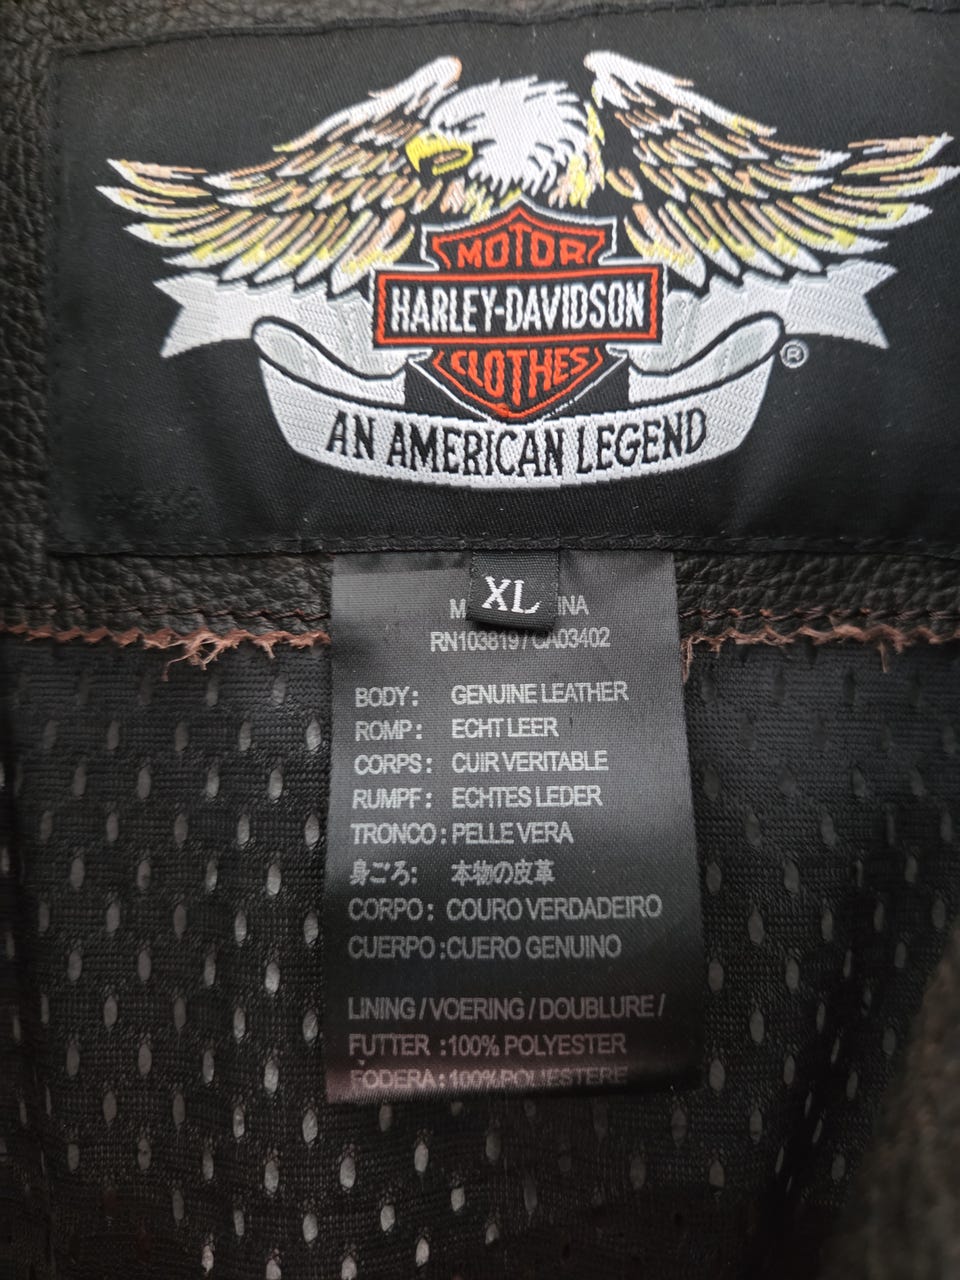 MOTOR
HARLEY-DAVIDSON
CLOTHES
®
AN AMERICAN LEGEND
XL
RN103819 / CA03402
BODY: GENUINE LEATHER
ROMP: ECHT LEER
CORPS: CUIR VERITABLE
RUMPF: ECHTES LEDER
TRONCO: PELLE VERA
身ごろ: 本物の皮革
CORPO: COURO VERDADEIRO
CUERPO: CUERO GENUINO
LINING / VOERING / DOUBLURE /
FUTTER :100% POLYESTER
FODERA: 100% POLIESTERE